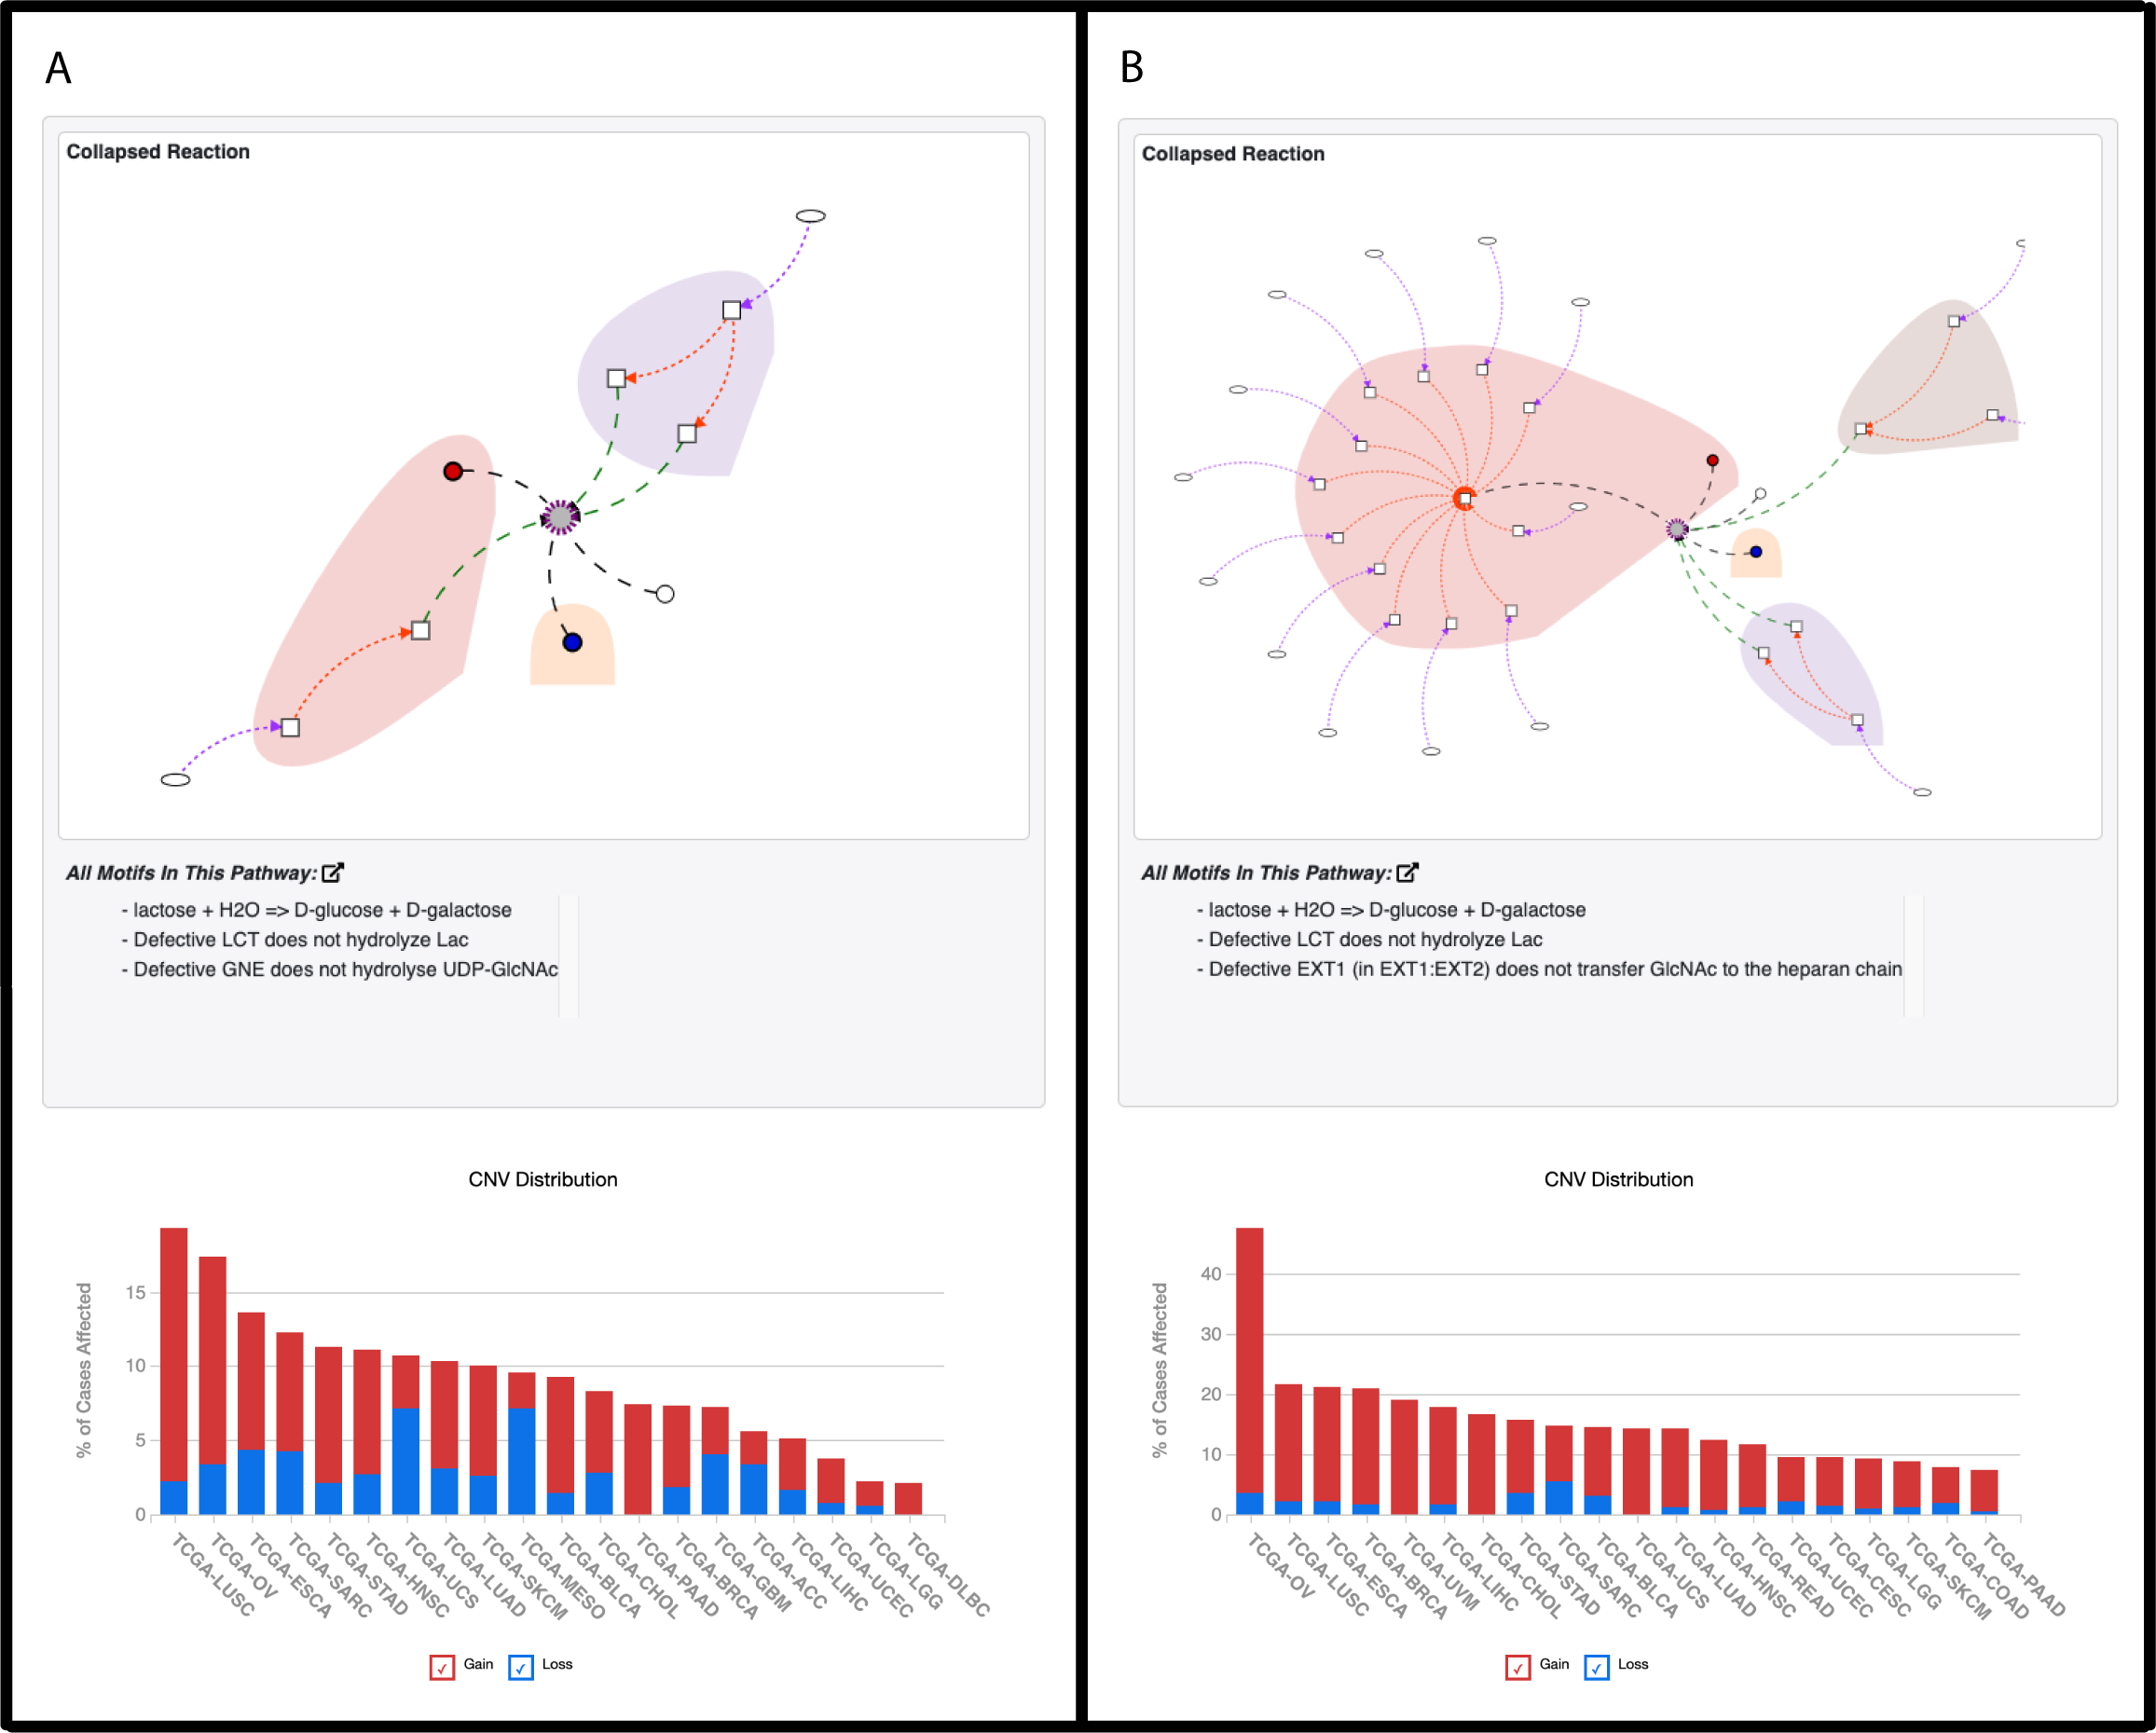 A
Collapsed Reaction
All Motifs In This Pathway:
- lactose + H2O => D-glucose + D-galactose
- Defective LCT does not hydrolyze Lac
- Defective GNE does not hydrolyse UDP-GlcNAc
CNV Distribution
% of Cases Affected
15
10
5
0
TCGA-LUSC
TCGA-OV
TCGA-ESCA
TCGA-SARC
TCGA-STAD
TCGA-HNSC
TCGA-UCS
TCGA-LUAD
TCGA-SKCM
TCGA-MESO
TCGA-BLCA
TCGA-CHOL
TCGA-PAAD
TCGA-BRCA
TCGA-GBM
TCGA-ACC
TCGA-LIHC
TCGA-UCEC
TCGA-LGG
TCGA-DLBC
Gain
Loss
B
Collapsed Reaction
All Motifs In This Pathway:
- lactose + H2O => D-glucose + D-galactose
- Defective LCT does not hydrolyze Lac
- Defective EXT1 (in EXT1:EXT2) does not transfer GlcNAc to the heparan chain
CNV Distribution
% of Cases Affected
40
30
20
10
0
TCGA-OV
TCGA-LUSC
TCGA-ESCA
TCGA-BRCA
TCGA-UVM
TCGA-LIHC
TCGA-CHOL
TCGA-STAD
TCGA-SARC
TCGA-BLCA
TCGA-UCS
TCGA-LUAD
TCGA-HNSC
TCGA-READ
TCGA-UCEC
TCGA-CESC
TCGA-LGG
TCGA-SKCM
TCGA-COAD
TCGA-PAAD
Gain
Loss